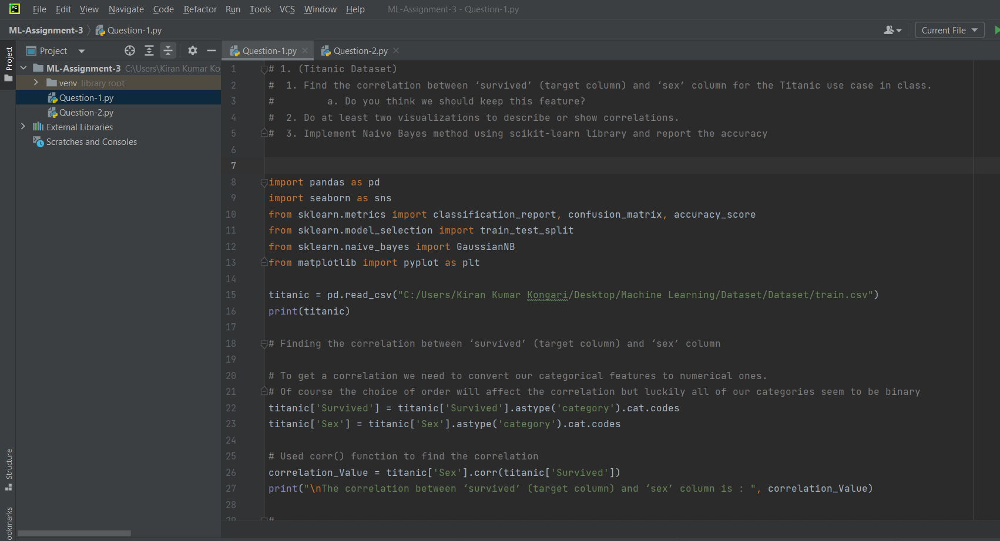 PC
File Edit View Navigate Code Refactor Run Tools VCS Window Help ML-Assignment-3 - Question-1.py
ML-Assignment-3 Question-1.py
Current File
Project
Project
Question-1.py
Question-2.py
ML-Assignment-3 C:\Users\Kiran Kumar Ko
venv library root
Question-1.py
Question-2.py
External Libraries
Scratches and Consoles
Structure
ookmarks
1 # 1. (Titanic Dataset)
2 #  1. Find the correlation between ‘survived’ (target column) and ‘sex’ column for the Titanic use case in class.
3 #         a. Do you think we should keep this feature?
4 #  2. Do at least two visualizations to describe or show correlations.
5 #  3. Implement Naive Bayes method using scikit-learn library and report the accuracy
6
7
8 import pandas as pd
9 import seaborn as sns
10 from sklearn.metrics import classification_report, confusion_matrix, accuracy_score
11 from sklearn.model_selection import train_test_split
12 from sklearn.naive_bayes import GaussianNB
13 from matplotlib import pyplot as plt
14
15 titanic = pd.read_csv("C:/Users/Kiran Kumar Kongari/Desktop/Machine Learning/Dataset/Dataset/train.csv")
16 print(titanic)
17
18 # Finding the correlation between ‘survived’ (target column) and ‘sex’ column
19
20 # To get a correlation we need to convert our categorical features to numerical ones.
21 # Of course the choice of order will affect the correlation but luckily all of our categories seem to be binary
22 titanic['Survived'] = titanic['Survived'].astype('category').cat.codes
23 titanic['Sex'] = titanic['Sex'].astype('category').cat.codes
24
25 # Used corr() function to find the correlation
26 correlation_Value = titanic['Sex'].corr(titanic['Survived'])
27 print("\nThe correlation between ‘survived’ (target column) and ‘sex’ column is : ", correlation_Value)
28
29 #